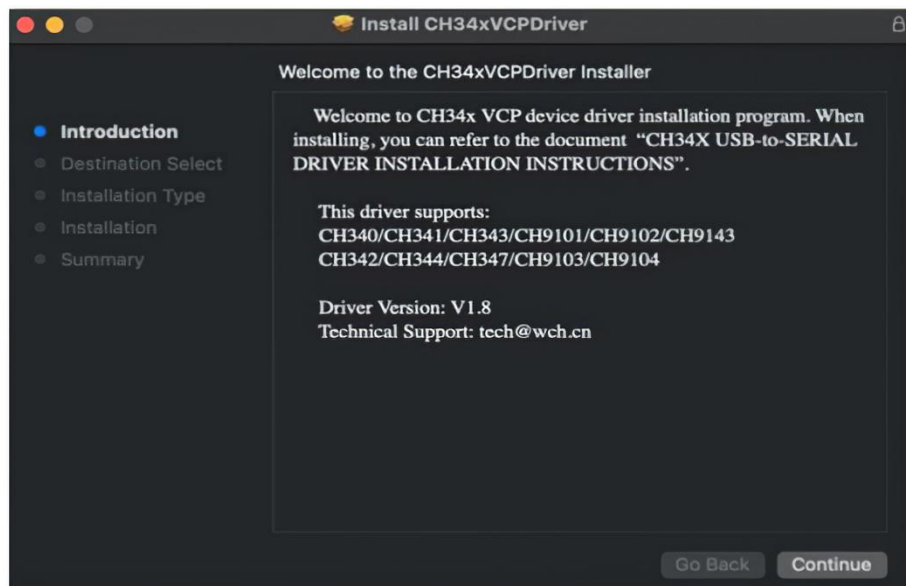 Install CH34xVCPDriver
Welcome to the CH34xVCPDriver Installer
Introduction
Destination Select
Installation Type
Installation
Summary
Welcome to CH34x VCP device driver installation program. When
installing, you can refer to the document “CH34X USB-to-SERIAL
DRIVER INSTALLATION INSTRUCTIONS”.
This driver supports:
CH340/CH341/CH343/CH9101/CH9102/CH9143
CH342/CH344/CH347/CH9103/CH9104
Driver Version: V1.8
Technical Support: tech@wch.cn
Go Back
Continue